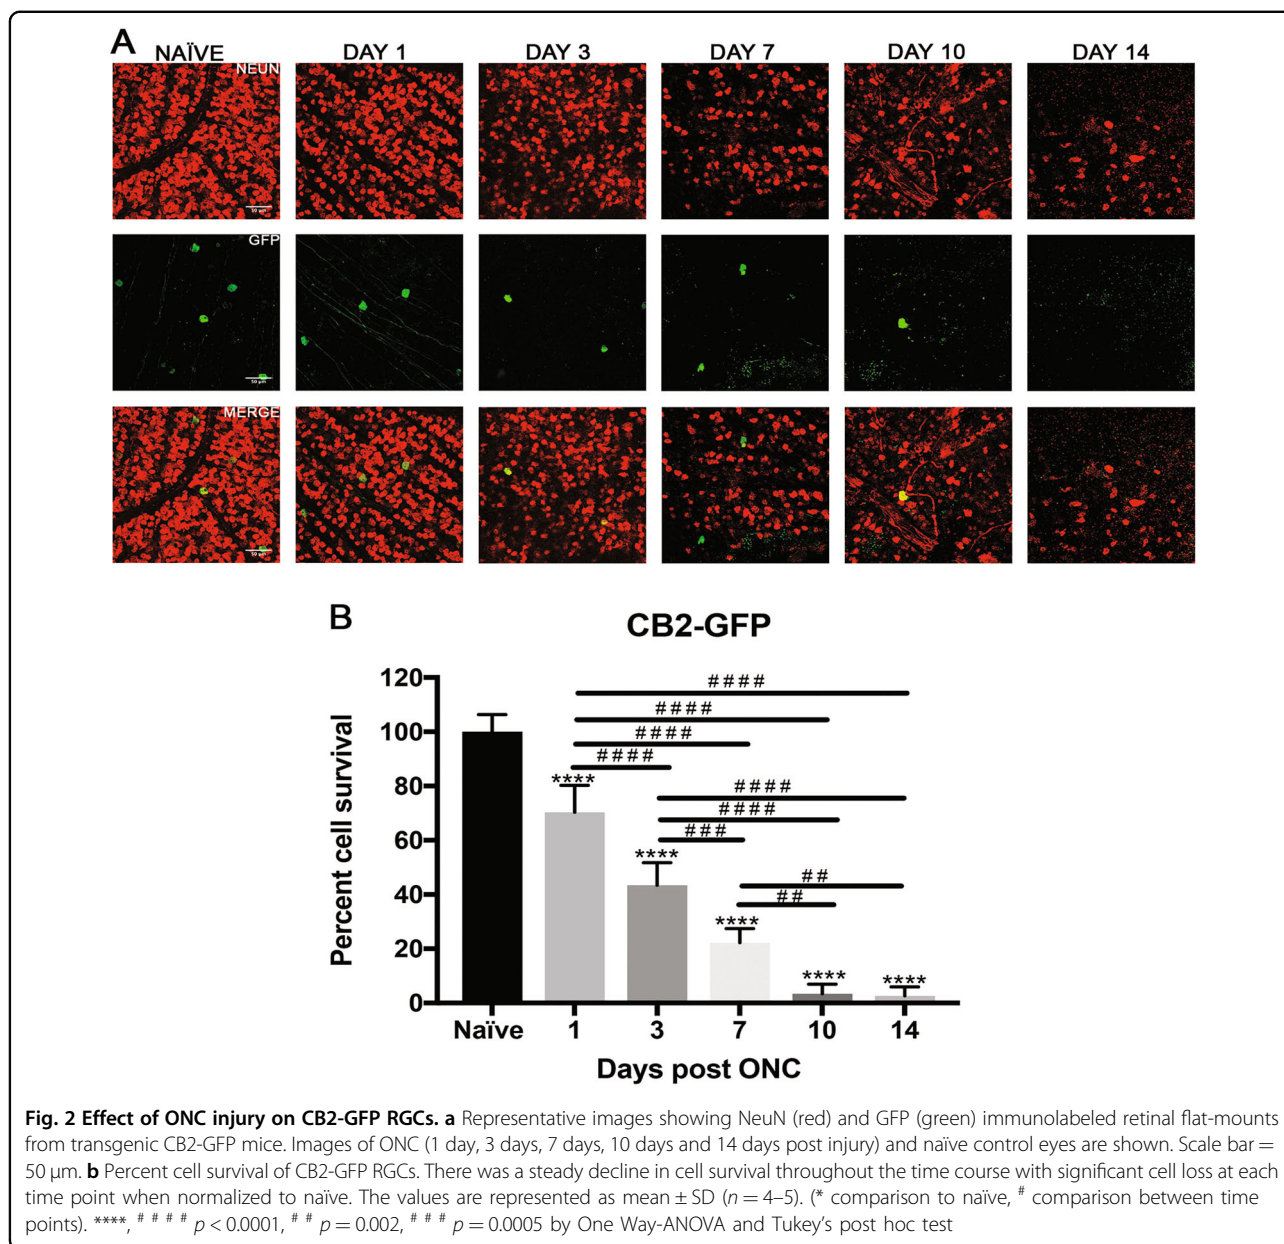 A
NAÏVE DAY 1 DAY 3 DAY 7 DAY 10 DAY 14
NEUN
50 µm
GFP
50 µm
MERGE
50 µm
B
CB2-GFP
Percent cell survival
120
100
80
60
40
20
0
####
####
####
####
####
####
###
##
##
****
****
****
****
****
Naïve 1 3 7 10 14
Days post ONC
Fig. 2 Effect of ONC injury on CB2-GFP RGCs. a Representative images showing NeuN (red) and GFP (green) immunolabeled retinal flat-mounts
from transgenic CB2-GFP mice. Images of ONC (1 day, 3 days, 7 days, 10 days and 14 days post injury) and naïve control eyes are shown. Scale bar =
50 µm. b Percent cell survival of CB2-GFP RGCs. There was a steady decline in cell survival throughout the time course with significant cell loss at each
time point when normalized to naïve. The values are represented as mean ± SD (n = 4–5). (* comparison to naïve, # comparison between time
points). ****, # # # # p < 0.0001, # # p = 0.002, # # # p = 0.0005 by One Way-ANOVA and Tukey's post hoc test